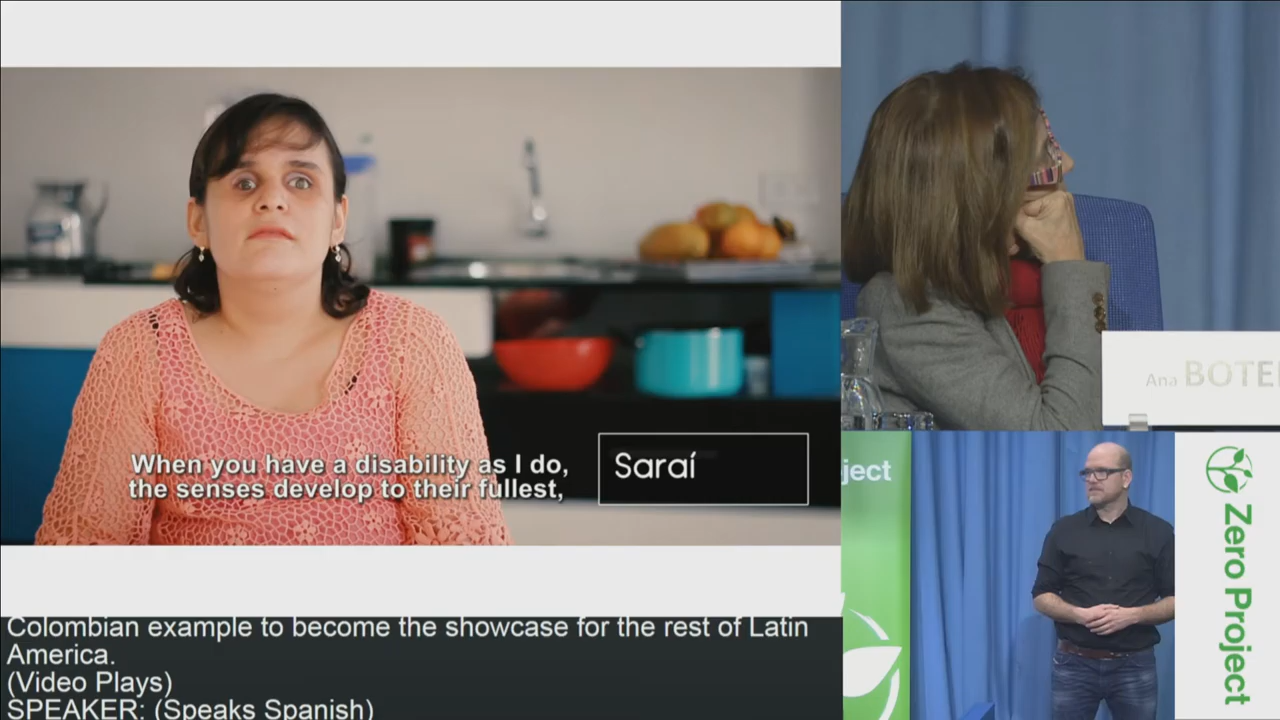 When you have a disability as I do,
the senses develop to their fullest,
Saraí
Colombian example to become the showcase for the rest of Latin
America.
(Video Plays)
SPEAKER: (Speaks Spanish)
Ana BOTE
ject
Zero Project